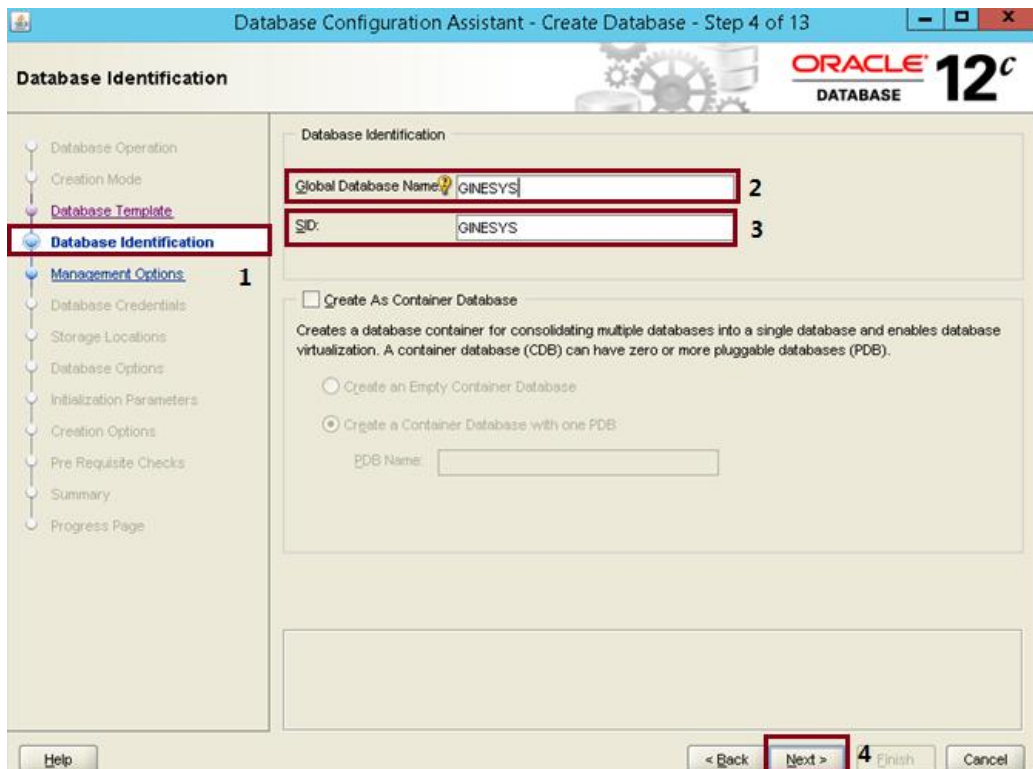 Database Configuration Assistant - Create Database - Step 4 of 13
Database Identification
ORACLE DATABASE 12c
Database Operation
Creation Mode
Database Template
Database Identification
Management Options
1
Database Credentials
Storage Locations
Database Options
Initialization Parameters
Creation Options
Pre Requisite Checks
Summary
Progress Page
Database Identification
Global Database Name: GINESYS 2
SID: GINESYS 3
Create As Container Database
Creates a database container for consolidating multiple databases into a single database and enables database
virtualization. A container database (CDB) can have zero or more pluggable databases (PDB).
Create an Empty Container Database
Create a Container Database with one PDB
PDB Name:
Help
< Back
Next >
4
Finish
Cancel